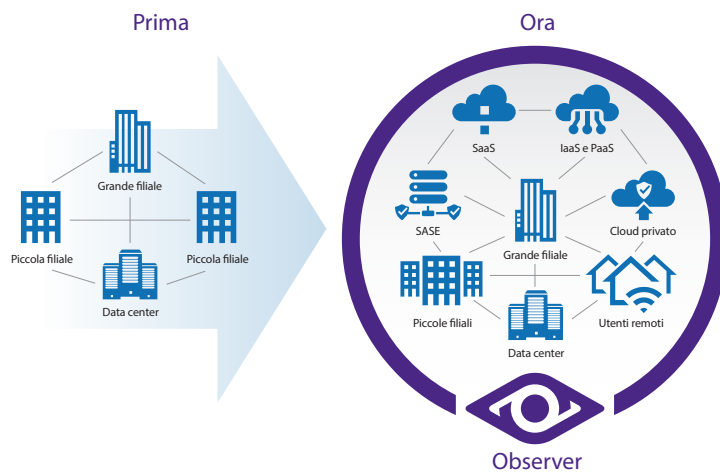 Prima
Ora
Grande filiale
Piccola filiale
Piccola filiale
Data center
SaaS
IaaS e PaaS
SASE
Cloud privato
Grande filiale
Piccole filiali
Utenti remoti
Data center
Observer